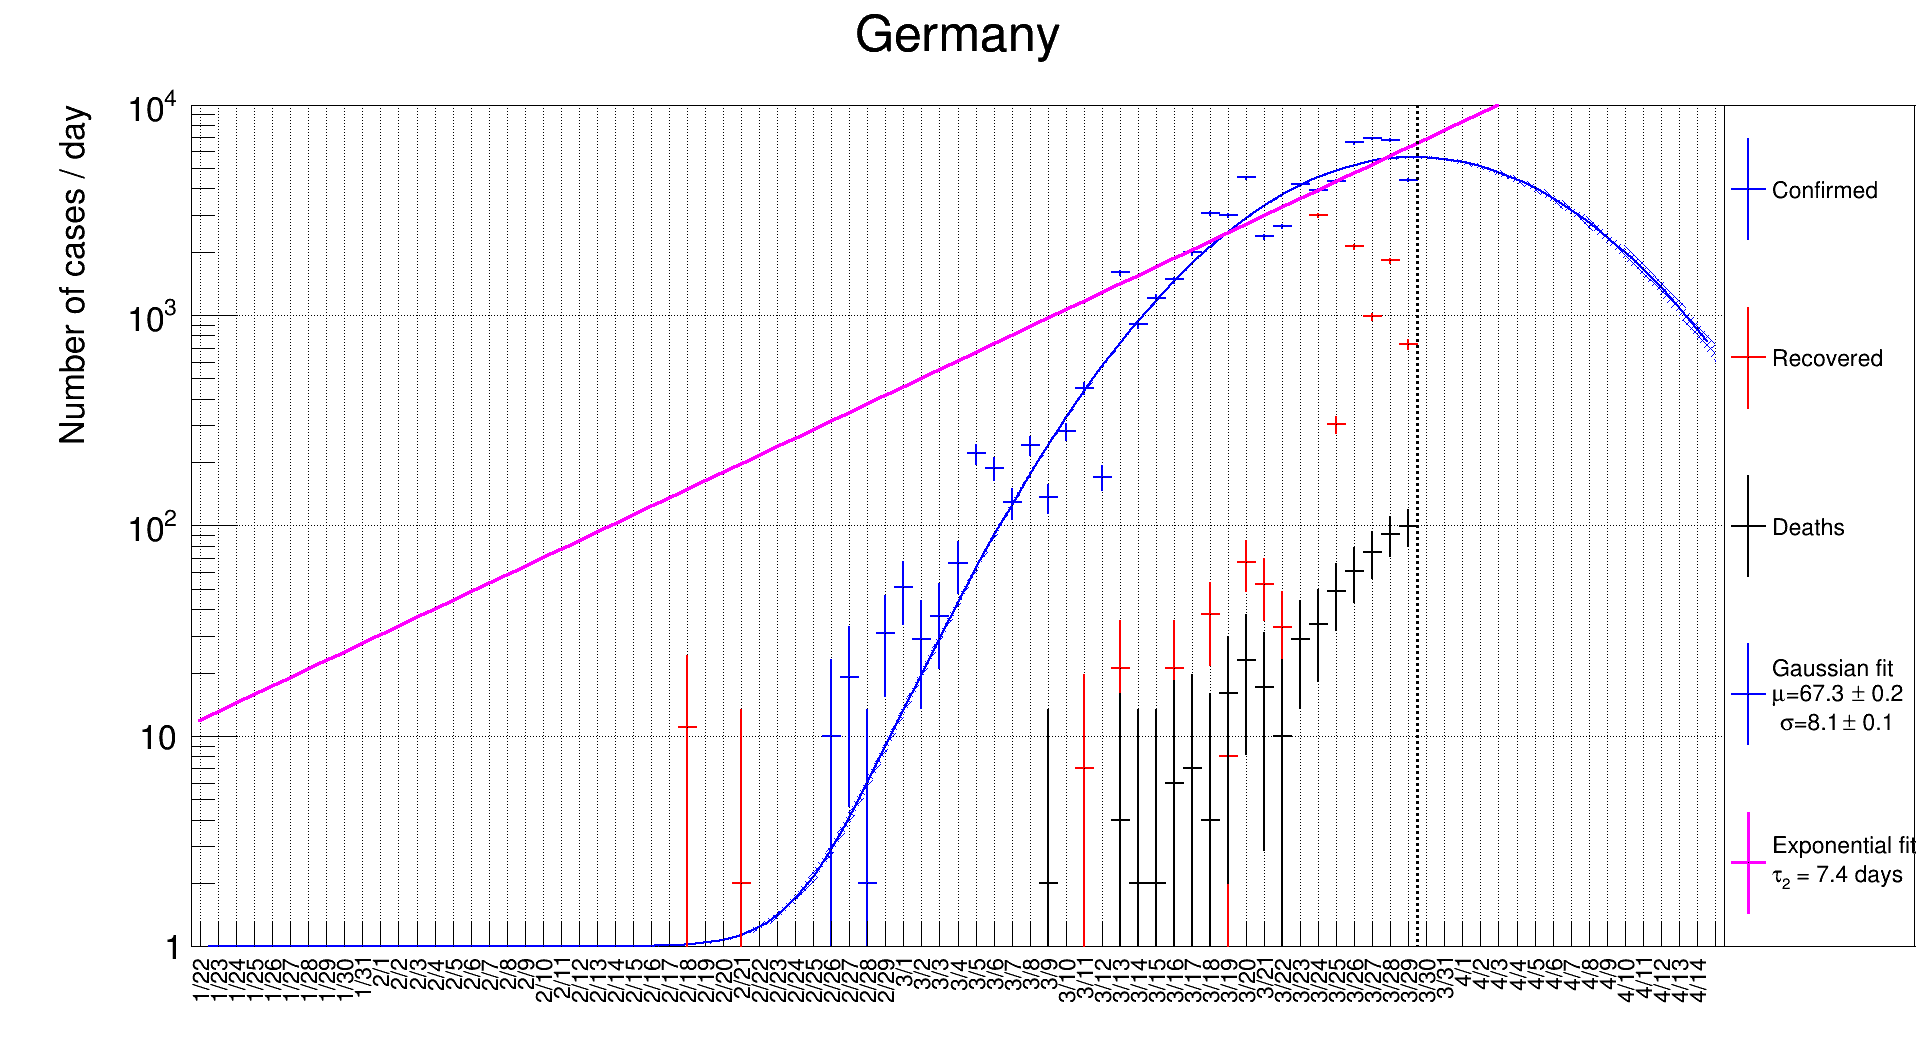 Germany
Number of cases / day
10⁴
10³
10²
10
1
1/22 1/23 1/24 1/25 1/26 1/27 1/28 1/29 1/30 1/31 2/1 2/2 2/3 2/4 2/5 2/6 2/7 2/8 2/9 2/10 2/11 2/12 2/13 2/14 2/15 2/16 2/17 2/18 2/19 2/20 2/21 2/22 2/23 2/24 2/25 2/26 2/27 2/28 2/29 3/1 3/2 3/3 3/4 3/5 3/6 3/7 3/8 3/9 3/10 3/11 3/12 3/13 3/14 3/15 3/16 3/17 3/18 3/19 3/20 3/21 3/22 3/23 3/24 3/25 3/26 3/27 3/28 3/29 3/30 3/31 4/1 4/2 4/3 4/4 4/5 4/6 4/7 4/8 4/9 4/10 4/11 4/12 4/13 4/14
Confirmed
Recovered
Deaths
Gaussian fit
μ=67.3 ± 0.2
σ=8.1 ± 0.1
Exponential fit
τ₂ = 7.4 days